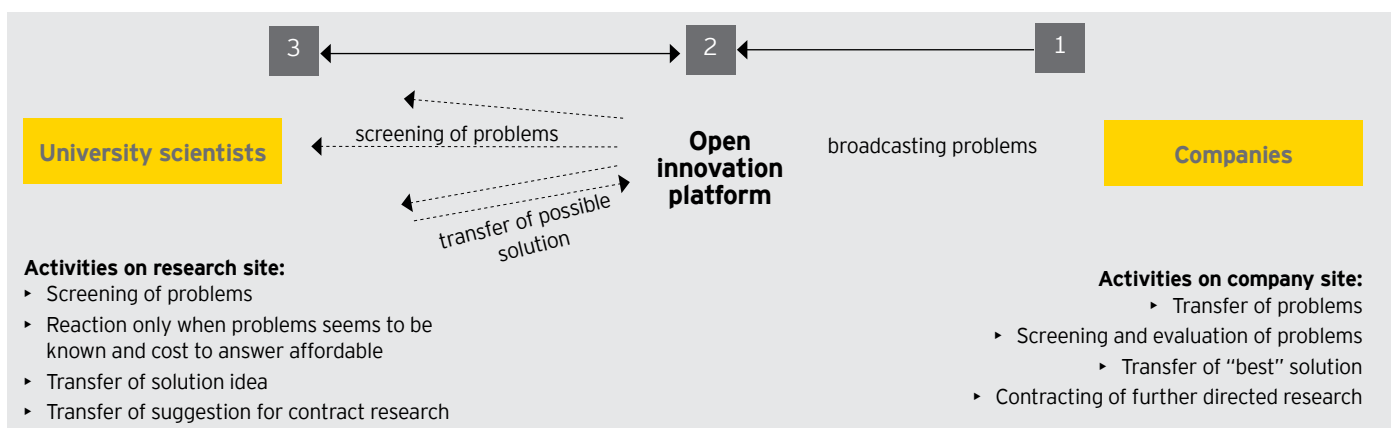 3
2
1
University scientists
screening of problems
Open
innovation
platform
broadcasting problems
Companies
transfer of possible
solution
Activities on research site:
‣ Screening of problems
‣ Reaction only when problems seems to be
known and cost to answer affordable
‣ Transfer of solution idea
‣ Transfer of suggestion for contract research
Activities on company site:
‣ Transfer of problems
‣ Screening and evaluation of problems
‣ Transfer of “best” solution
‣ Contracting of further directed research